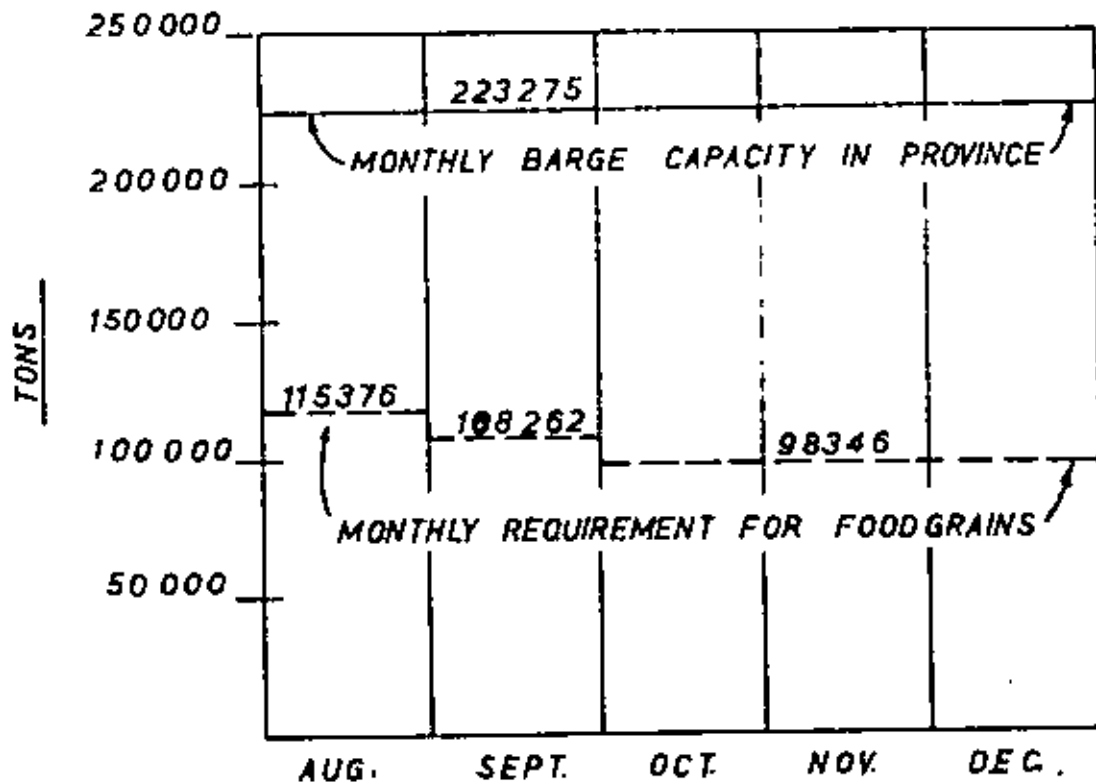 250000
223275
MONTHLY BARGE CAPACITY IN PROVINCE
200000
150000
TONS
115376
108262
100000
98346
MONTHLY REQUIREMENT FOR FOODGRAINS
50000
AUG. SEPT. OCT. NOV. DEC.